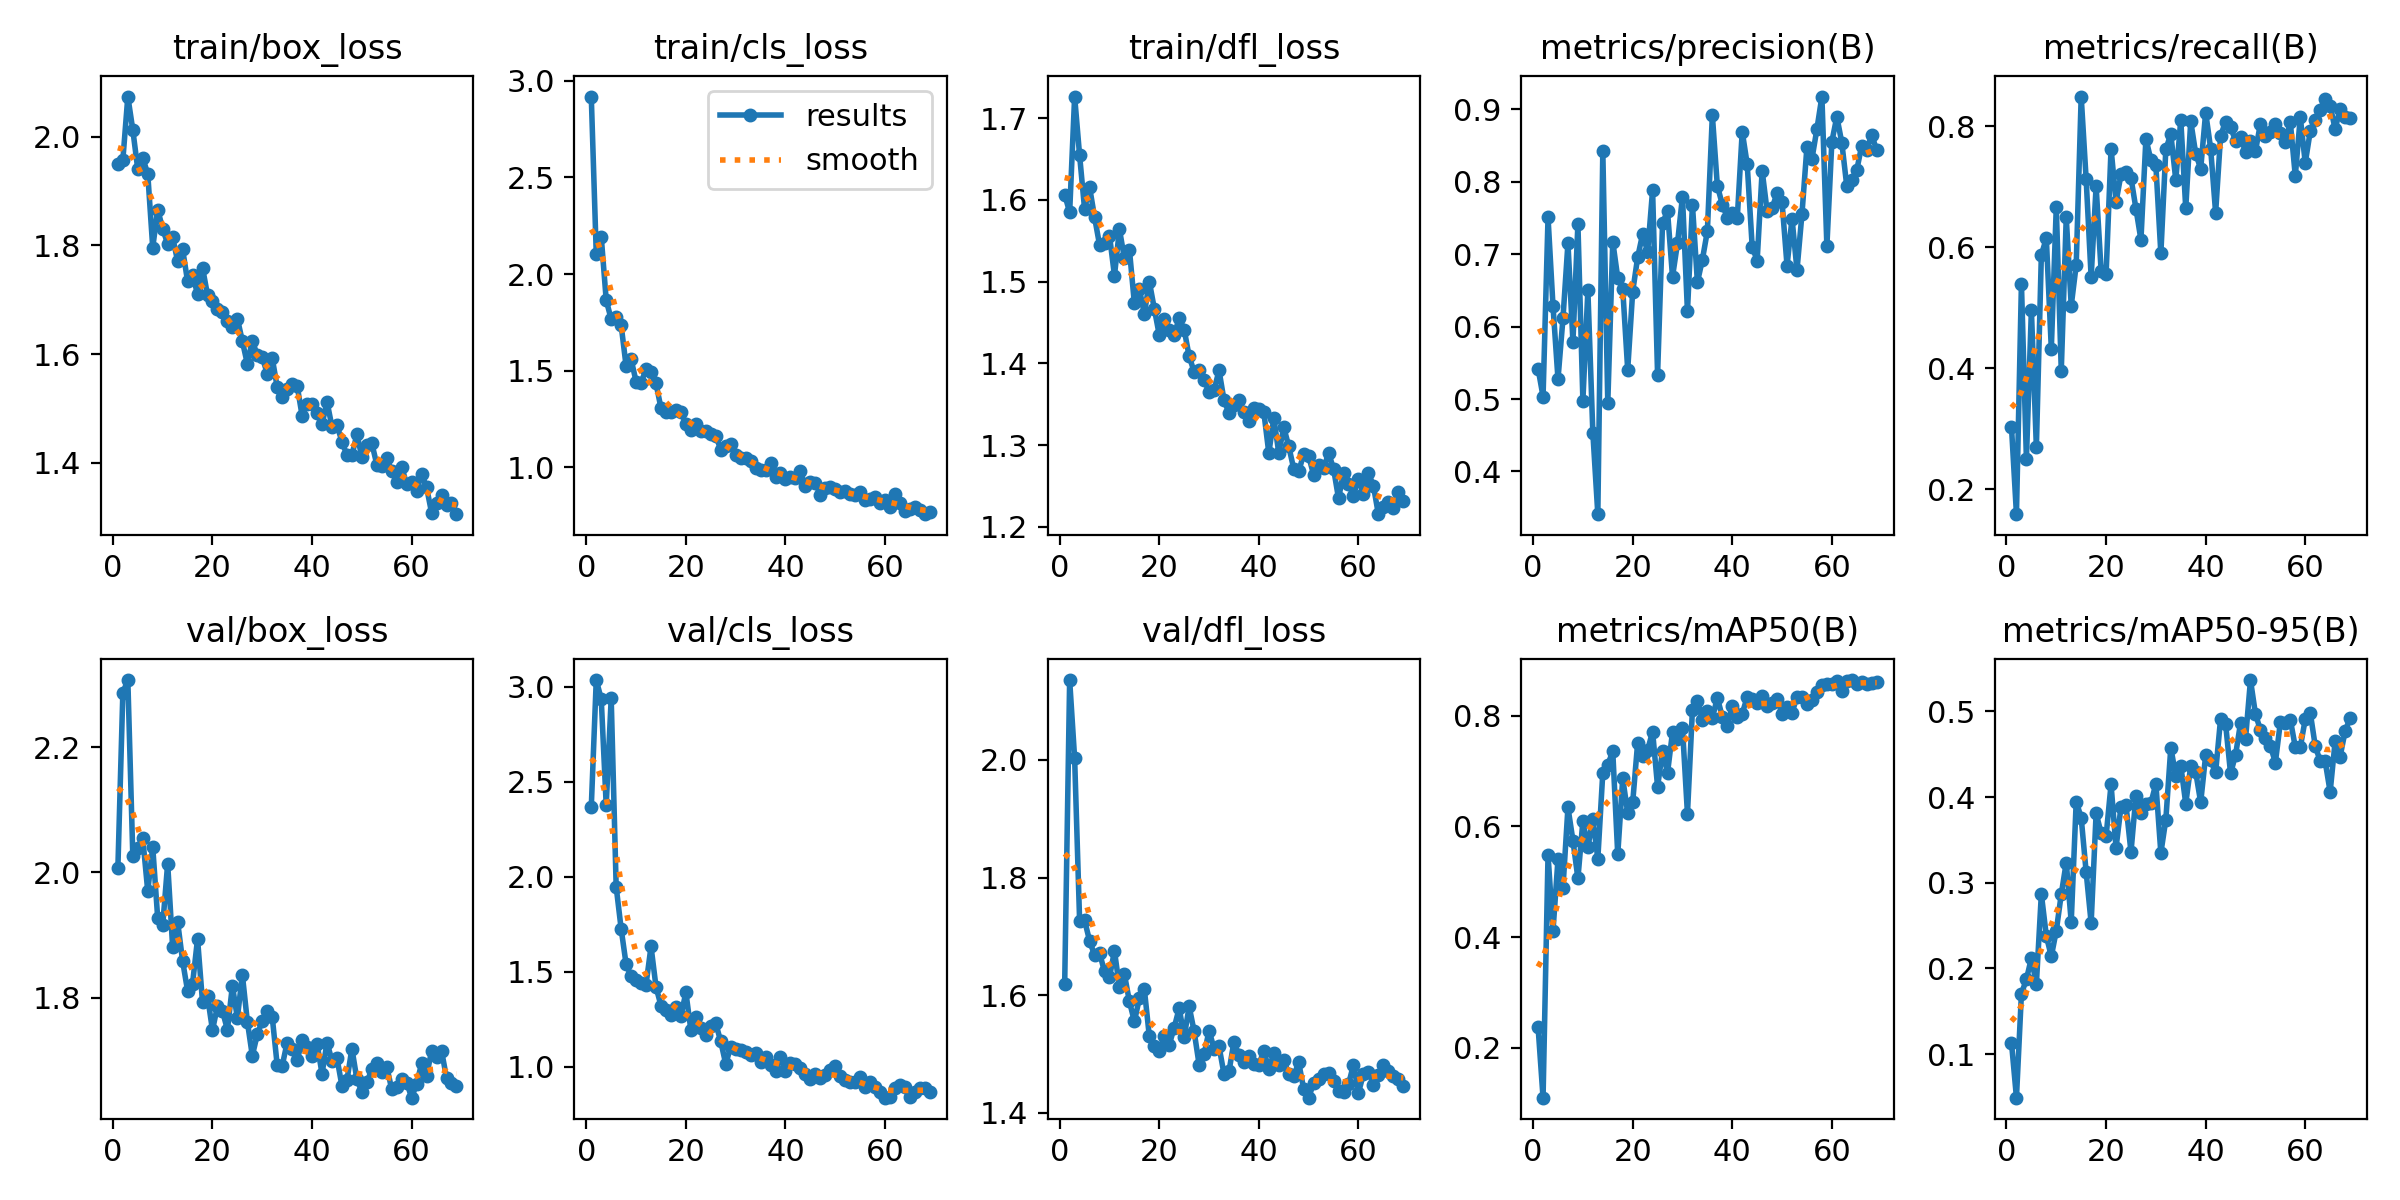 train/box_loss
2.0
1.8
1.6
1.4
0 20 40 60
train/cls_loss
results
smooth
3.0
2.5
2.0
1.5
1.0
0 20 40 60
train/dfl_loss
1.7
1.6
1.5
1.4
1.3
1.2
0 20 40 60
metrics/precision(B)
0.9
0.8
0.7
0.6
0.5
0.4
0 20 40 60
metrics/recall(B)
0.8
0.6
0.4
0.2
0 20 40 60
val/box_loss
2.2
2.0
1.8
0 20 40 60
val/cls_loss
3.0
2.5
2.0
1.5
1.0
0 20 40 60
val/dfl_loss
2.0
1.8
1.6
1.4
0 20 40 60
metrics/mAP50(B)
0.8
0.6
0.4
0.2
0 20 40 60
metrics/mAP50-95(B)
0.5
0.4
0.3
0.2
0.1
0 20 40 60